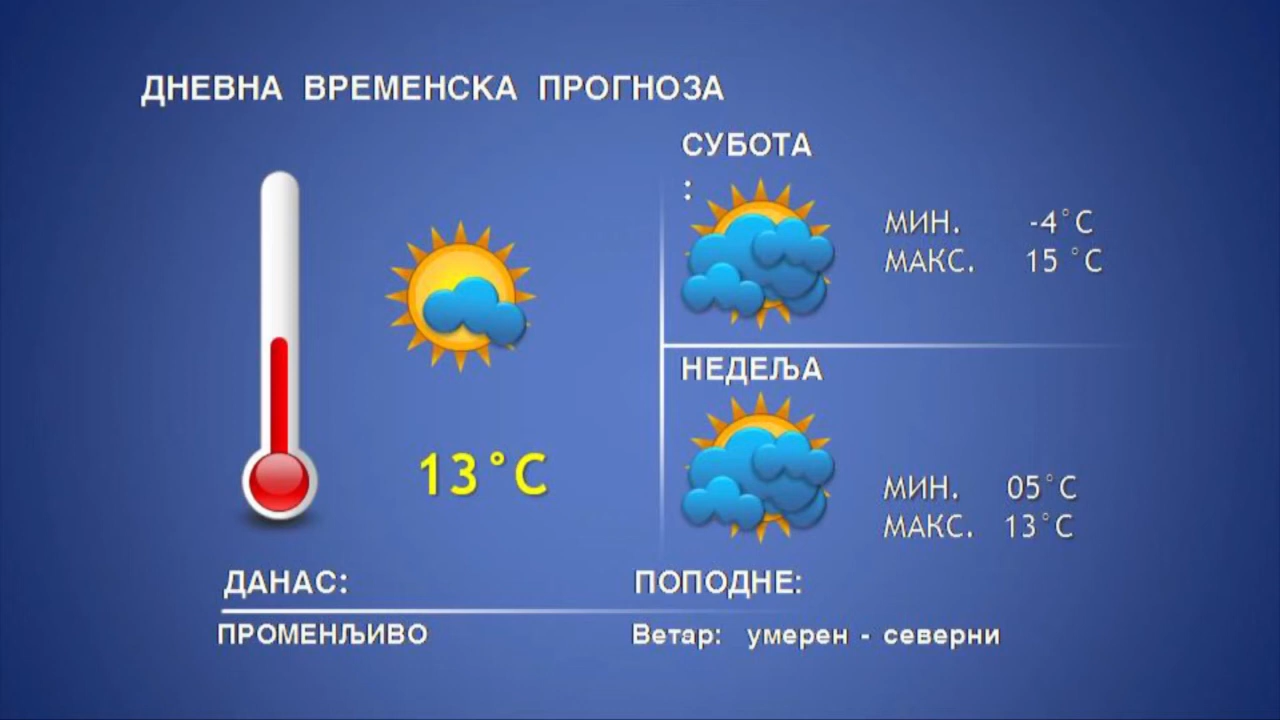 ДНЕВНА ВРЕМЕНСКА ПРОГНОЗА
СУБОТА
:
МИН. -4°C
МАКС. 15 °C
НЕДЕЉА
13°C
МИН. 05°C
МАКС. 13°C
ДАНАС:
ПРОМЕНЉИВО
ПОПОДНЕ:
Ветар: умерен - северни